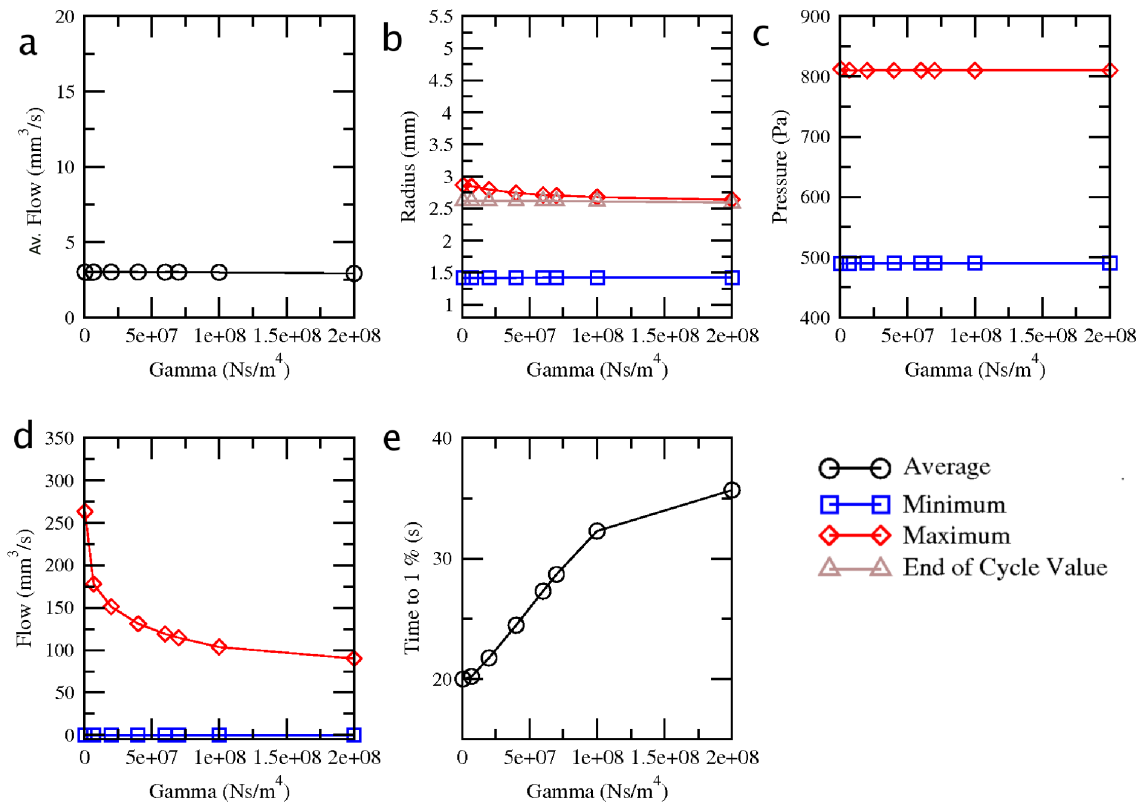 a
20
15
10
5
0
Av. Flow (mm³/s)
0 5e+07 1e+08 1.5e+08 2e+08
Gamma (Ns/m⁴)
b
5.5
5
4.5
4
3.5
3
2.5
2
1.5
1
Radius (mm)
0 5e+07 1e+08 1.5e+08 2e+08
Gamma (Ns/m⁴)
c
900
800
700
600
500
400
Pressure (Pa)
0 5e+07 1e+08 1.5e+08 2e+08
Gamma (Ns/m⁴)
d
350
300
250
200
150
100
50
0
Flow (mm³/s)
0 5e+07 1e+08 1.5e+08 2e+08
Gamma (Ns/m⁴)
e
40
30
20
Time to 1 % (s)
0 5e+07 1e+08 1.5e+08 2e+08
Gamma (Ns/m⁴)
Average
Minimum
Maximum
End of Cycle Value